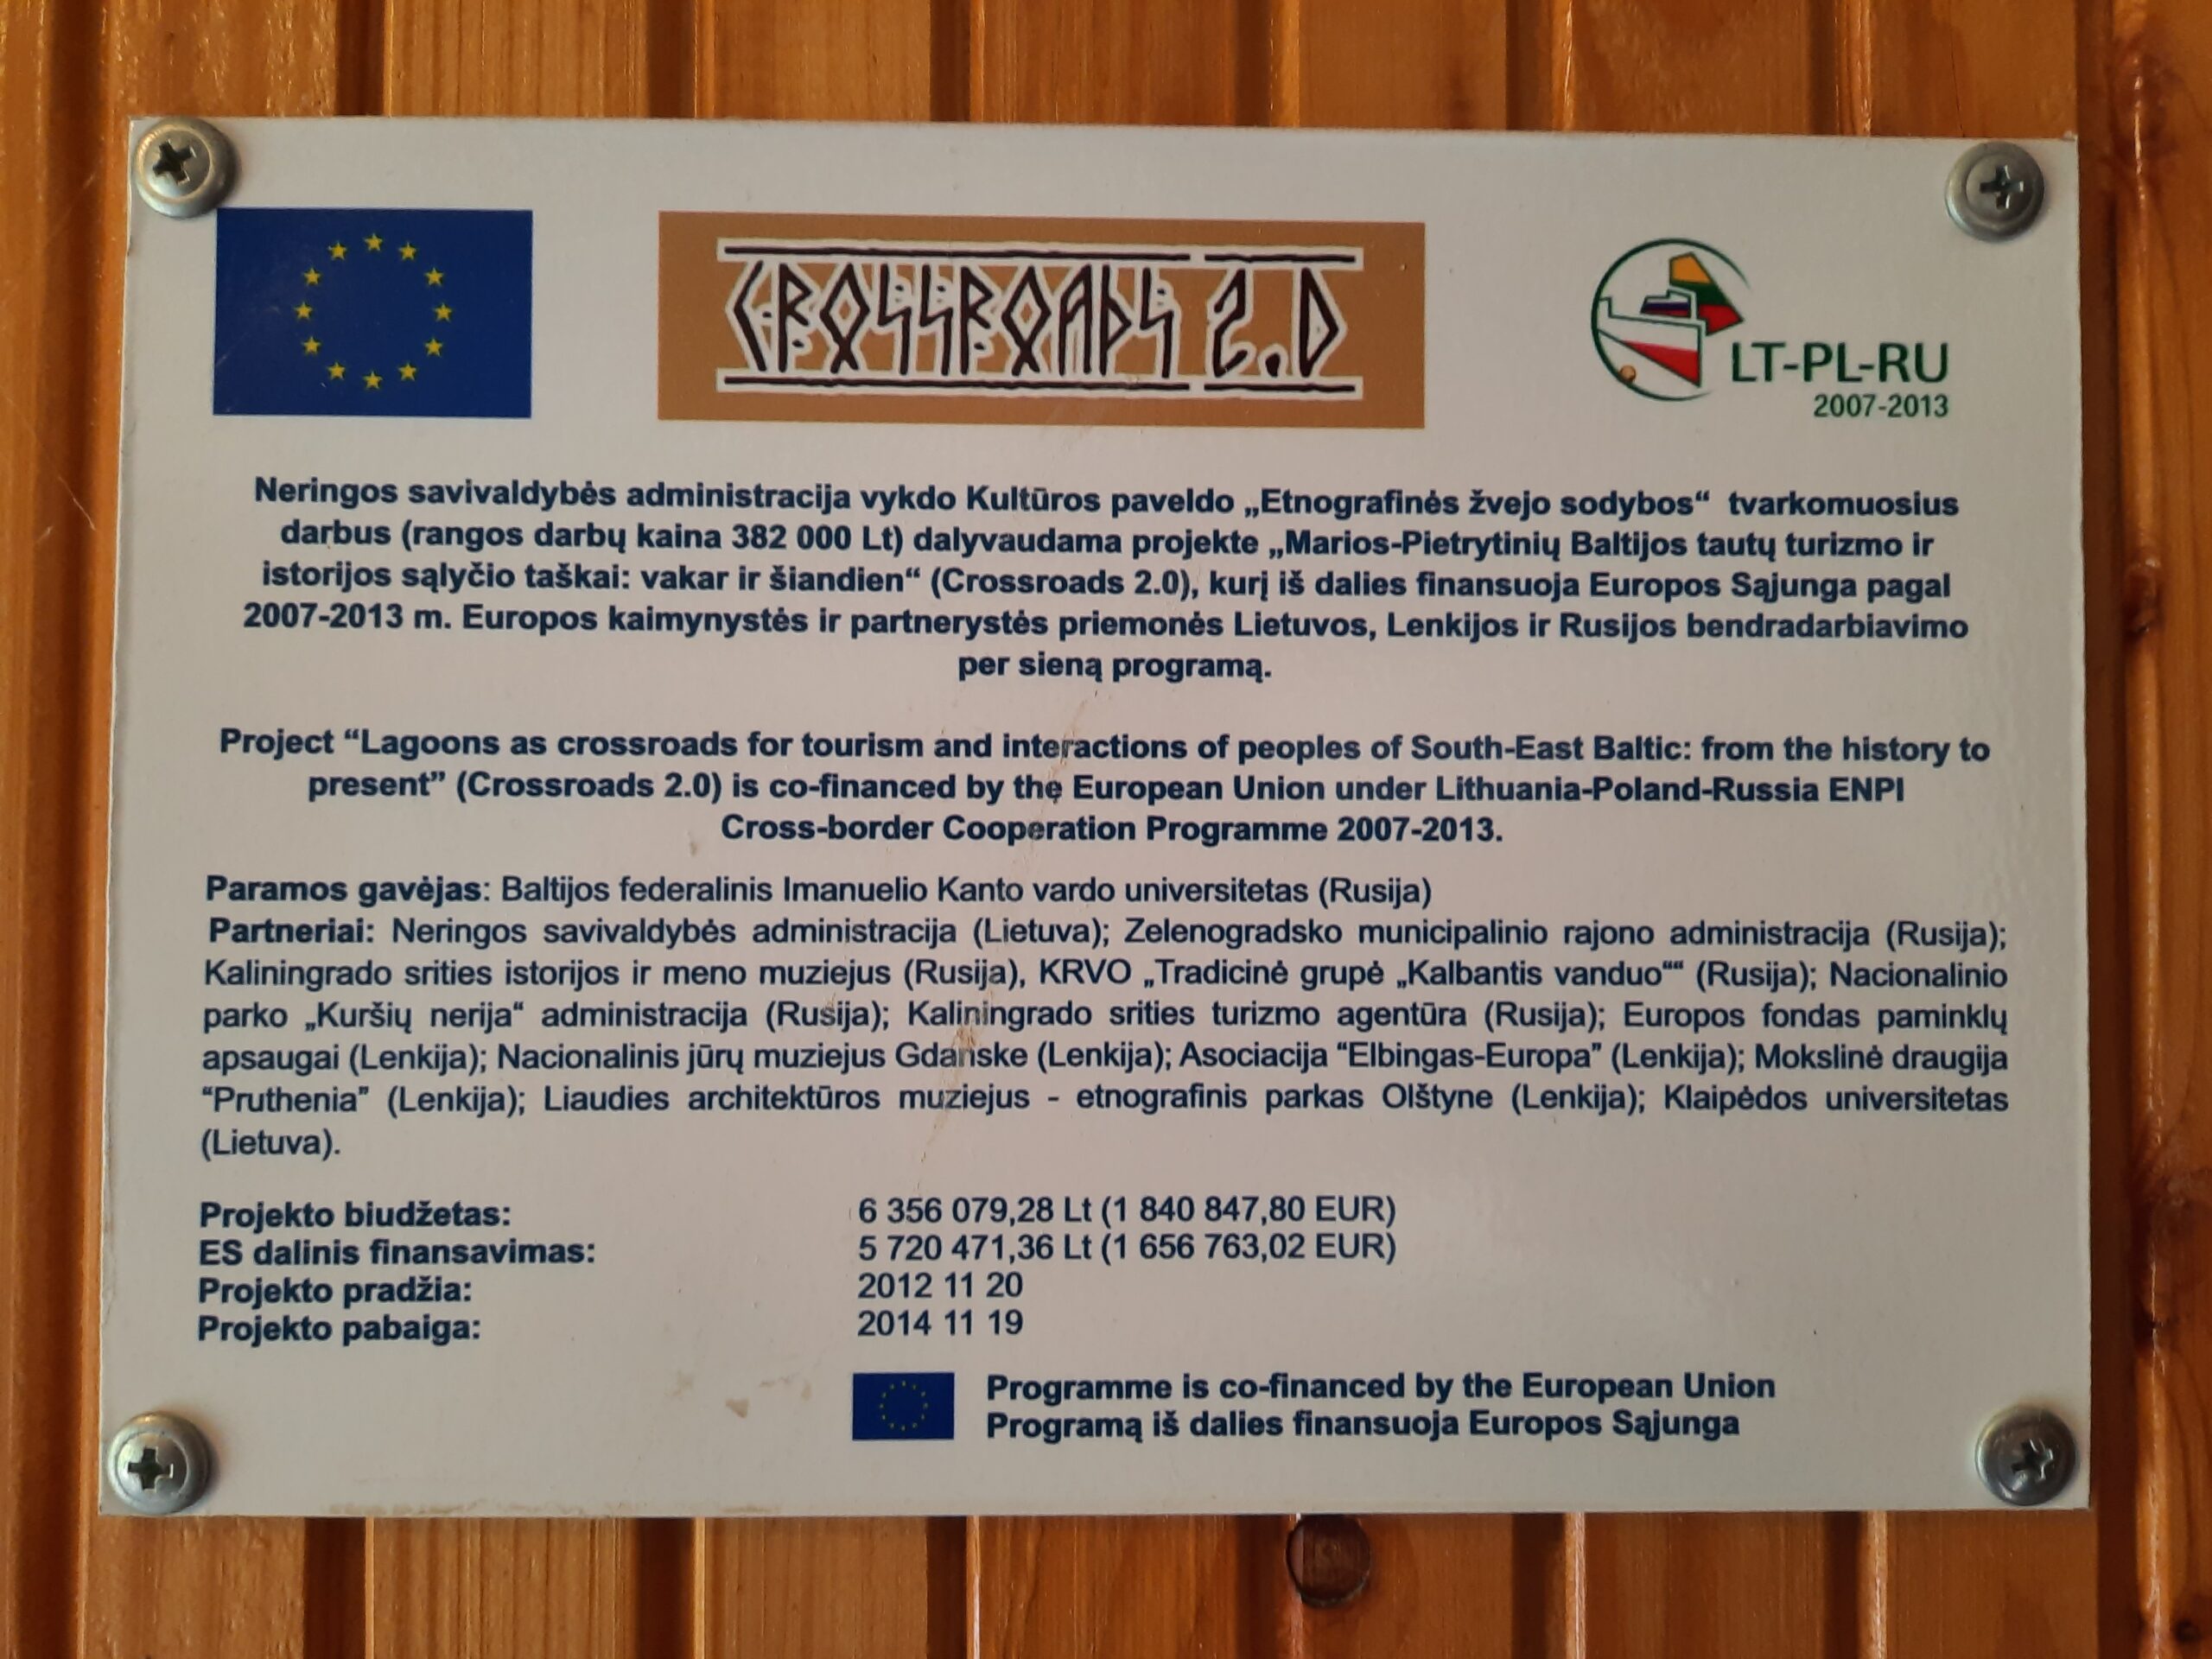 CROSSROADS 2.0
LT-PL-RU
2007-2013
Neringos savivaldybės administracija vykdo Kultūros paveldo „Etnografinės žvejo sodybos“ tvarkomuosius
darbus (rangos darbų kaina 382 000 Lt) dalyvaudama projekte „Marios-Pietrytinių Baltijos tautų turizmo ir
istorijos sąlyčio taškai: vakar ir šiandien“ (Crossroads 2.0), kurį iš dalies finansuoja Europos Sąjunga pagal
2007-2013 m. Europos kaimynystės ir partnerystės priemonės Lietuvos, Lenkijos ir Rusijos bendradarbiavimo
per sieną programą.
Project “Lagoons as crossroads for tourism and interactions of peoples of South-East Baltic: from the history to
present” (Crossroads 2.0) is co-financed by the European Union under Lithuania-Poland-Russia ENPI
Cross-border Cooperation Programme 2007-2013.
Paramos gavėjas: Baltijos federalinis Imanuelio Kanto vardo universitetas (Rusija)
Partneriai: Neringos savivaldybės administracija (Lietuva); Zelenogradsko municipalinio rajono administracija (Rusija);
Kaliningrado srities istorijos ir meno muziejus (Rusija), KRVO „Tradicinė grupė „Kalbantis vanduo““ (Rusija); Nacionalinio
parko „Kuršių nerija“ administracija (Rusija); Kaliningrado srities turizmo agentūra (Rusija); Europos fondas paminklų
apsaugai (Lenkija); Nacionalinis jūrų muziejus Gdanske (Lenkija); Asociacija “Elbingas-Europa” (Lenkija); Mokslinė draugija
“Pruthenia” (Lenkija); Liaudies architektūros muziejus - etnografinis parkas Olštyne (Lenkija); Klaipėdos universitetas
(Lietuva).
Projekto biudžetas: 6 356 079,28 Lt (1 840 847,80 EUR)
ES dalinis finansavimas: 5 720 471,36 Lt (1 656 763,02 EUR)
Projekto pradžia: 2012 11 20
Projekto pabaiga: 2014 11 19
Programme is co-financed by the European Union
Programą iš dalies finansuoja Europos Sąjunga